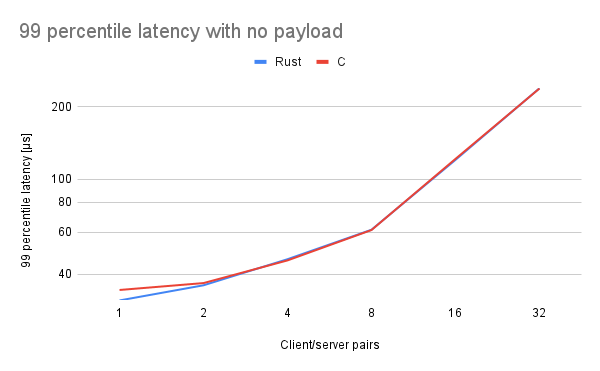 99 percentile latency with no payload
Rust
C
99 percentile latency [μs]
200
100
80
60
40
1
2
4
8
16
32
Client/server pairs